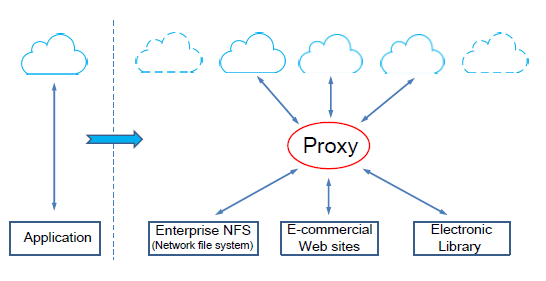 Proxy
Application
Enterprise NFS
(Network file system)
E-commercial
Web sites
Electronic
Library